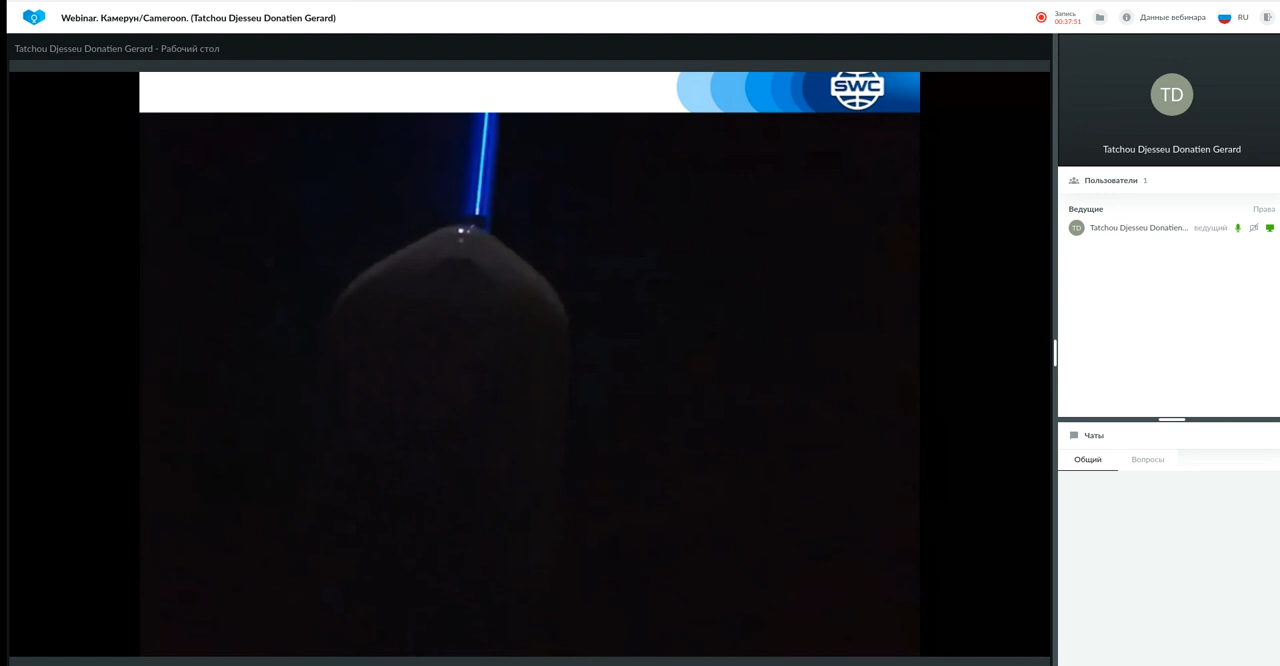 Webinar. Камерун/Cameroon. (Tatchou Djesseu Donatien Gerard)
Запись
00:37:51
Данные вебинара
RU
Tatchou Djesseu Donatien Gerard - Рабочий стол
SWC
TD
Tatchou Djesseu Donatien Gerard
Пользователи 1
Ведущие
Права
TD
Tatchou Djesseu Donatien...
ведущий
Чаты
Общий
Вопросы